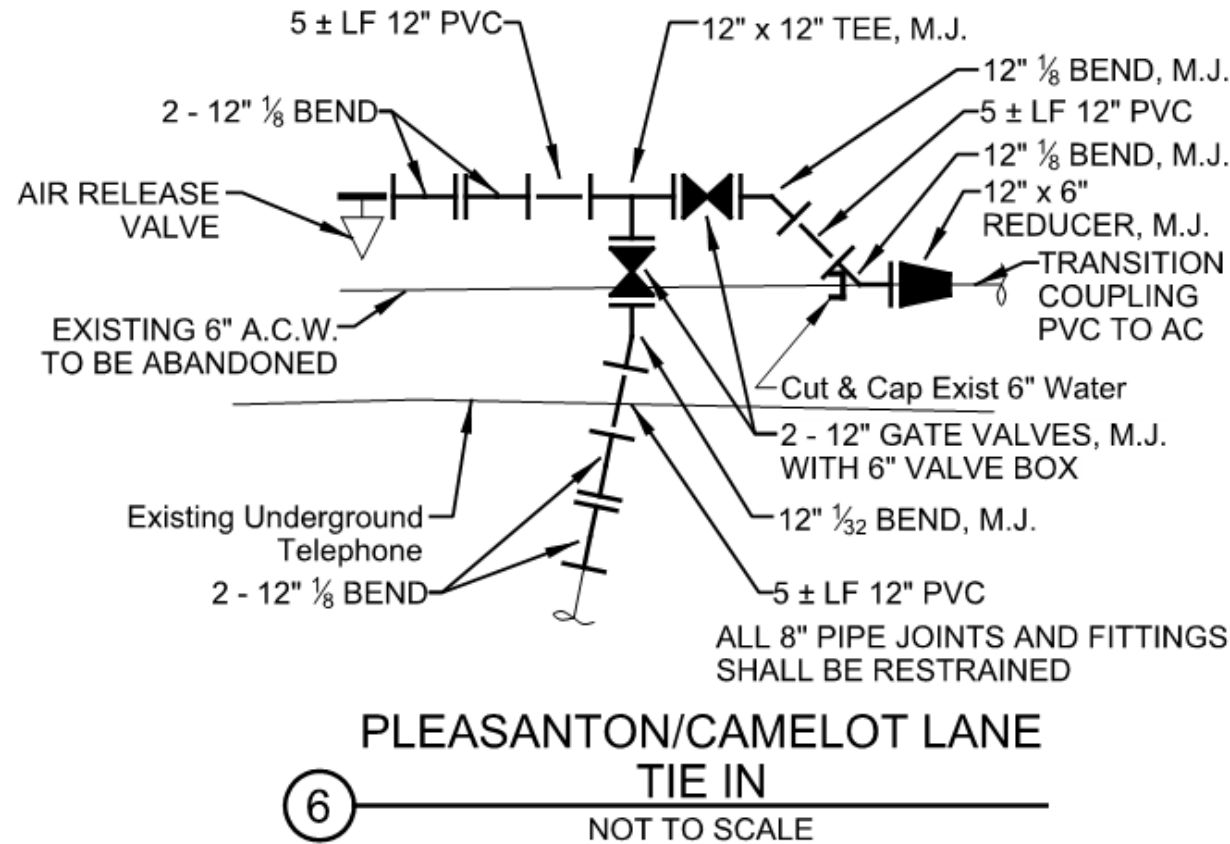 5 ± LF 12" PVC
12" x 12" TEE, M.J.
12" ⅛ BEND, M.J.
2 - 12" ⅛ BEND
5 ± LF 12" PVC
12" ⅛ BEND, M.J.
AIR RELEASE
VALVE
12" x 6"
REDUCER, M.J.
TRANSITION
COUPLING
PVC TO AC
EXISTING 6" A.C.W.
TO BE ABANDONED
Cut & Cap Exist 6" Water
2 - 12" GATE VALVES, M.J.
WITH 6" VALVE BOX
Existing Underground
Telephone
12" 1⁄32 BEND, M.J.
2 - 12" ⅛ BEND
5 ± LF 12" PVC
ALL 8" PIPE JOINTS AND FITTINGS
SHALL BE RESTRAINED
PLEASANTON/CAMELOT LANE
TIE IN
6
NOT TO SCALE